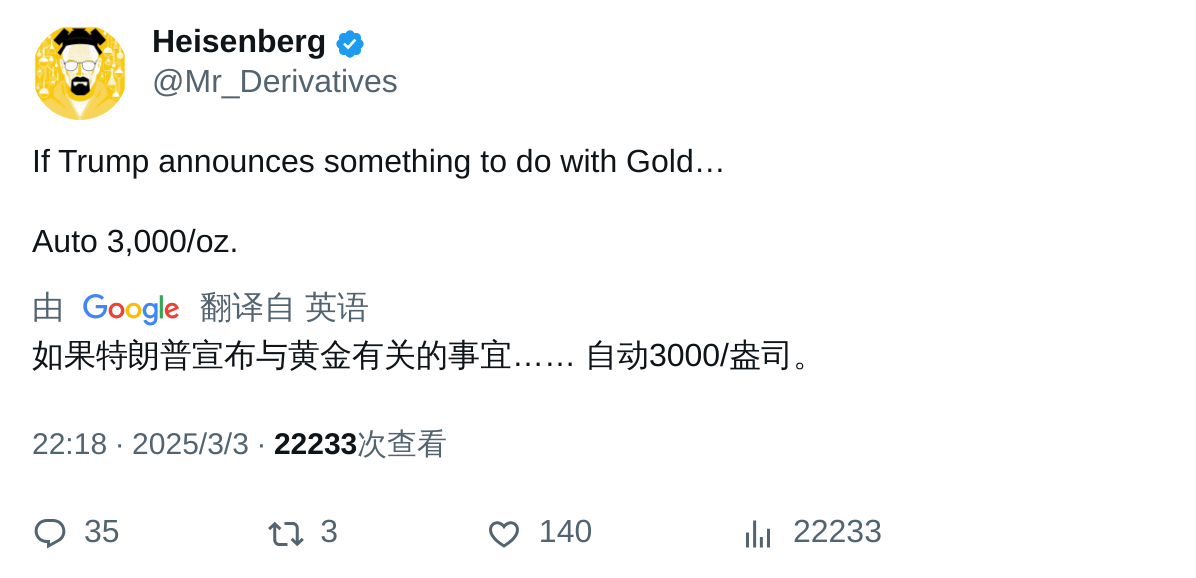 Heisenberg
@Mr_Derivatives
If Trump announces something to do with Gold…
Auto 3,000/oz.
由 Google 翻译自 英语
如果特朗普宣布与黄金有关的事宜…… 自动3000/盎司。
22:18 · 2025/3/3 · 22233次查看
35 3 140 22233